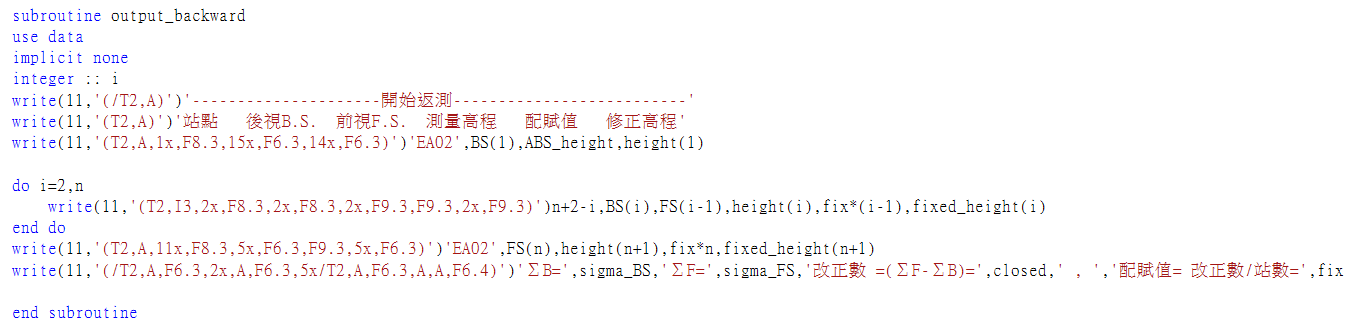 subroutine output_backward
use data
implicit none
integer :: i
write(11,'(/T2,A)')'---------------------開始返測--------------------------'
write(11,'(T2,A)')'站點   後視B.S.  前視F.S.  測量高程   配賦值   修正高程'
write(11,'(T2,A,1x,F8.3,15x,F6.3,14x,F6.3)')'EA02',BS(1),ABS_height,height(1)
do i=2,n
    write(11,'(T2,I3,2x,F8.3,2x,F8.3,2x,F9.3,F9.3,2x,F9.3)')n+2-i,BS(i),FS(i-1),height(i),fix*(i-1),fixed_height(i)
end do
write(11,'(T2,A,11x,F8.3,5x,F6.3,F9.3,5x,F6.3)')'EA02',FS(n),height(n+1),fix*n,fixed_height(n+1)
write(11,'(/T2,A,F6.3,2x,A,F6.3,5x/T2,A,F6.3,A,A,F6.4)')'ΣB=',sigma_BS,'ΣF=',sigma_FS,'改正數 =(ΣF-ΣB)=',closed,' , ','配賦值= 改正數/站數=',fix
end subroutine